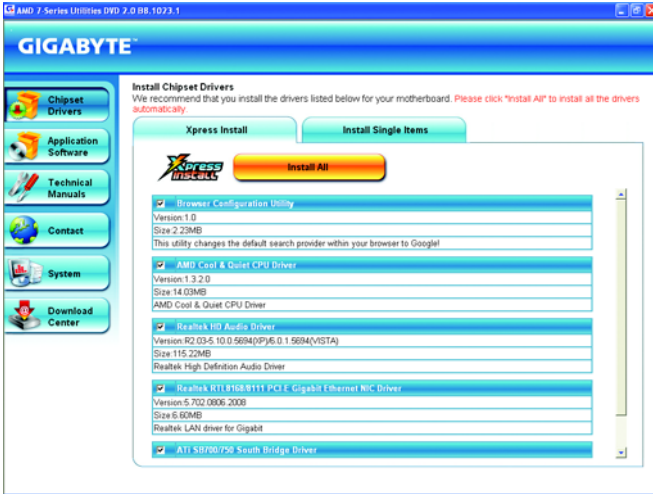 AMD 7-Series Utilities DVD 2.0 B8.1023.1
GIGABYTE™
Chipset
Drivers
Application
Software
Technical
Manuals
Contact
System
Download
Center
Install Chipset Drivers
We recommend that you install the drivers listed below for your motherboard. Please click "Install All" to install all the drivers
automatically.
Xpress Install
Install Single Items
Xpress
Install
Install All
Browser Configuration Utility
Version:1.0
Size:2.23MB
This utility changes the default search provider within your browser to Google!
AMD Cool & Quiet CPU Driver
Version:1.3.2.0
Size:14.03MB
AMD Cool & Quiet CPU Driver
Realtek HD Audio Driver
Version:R2.03-5.10.0.5694(XP)/6.0.1.5694(VISTA)
Size:115.22MB
Realtek High Definition Audio Driver
Realtek RTL8168/8111 PCI-E Gigabit Ethernet NIC Driver
Version:5.702.0806.2008
Size:6.60MB
Realtek LAN driver for Gigabit
ATI SB700/750 South Bridge Driver